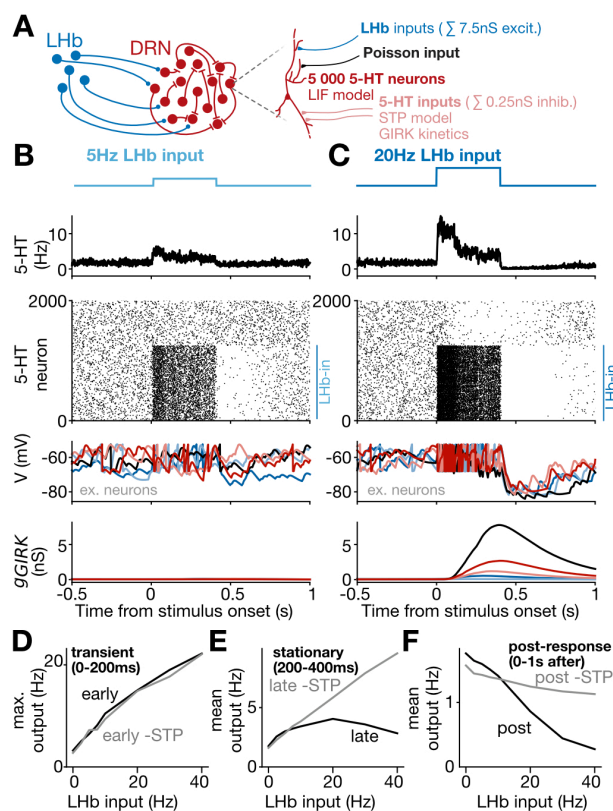 A
LHb
DRN
LHb inputs (∑ 7.5nS excit.)
Poisson input
5 000 5-HT neurons
LIF model
5-HT inputs (∑ 0.25nS inhib.)
STP model
GIRK kinetics
B
5Hz LHb input
C
20Hz LHb input
5-HT
(Hz)
10
0
10
0
5-HT
neuron
2000
0
LHb-in
2000
0
LHb-in
V (mV)
-60
-80
ex. neurons
-60
-80
ex. neurons
gGIRK
(nS)
5
0
5
0
-0.5
0
0.5
1
Time from stimulus onset (s)
-0.5
0
0.5
1
Time from stimulus onset (s)
D
transient
(0-200ms)
max.
output (Hz)
20
0
early
early -STP
0
20
40
LHb input (Hz)
E
stationary
(200-400ms)
mean
output (Hz)
5
0
late -STP
late
0
20
40
LHb input (Hz)
F
post-response
(0-1s after)
mean
output (Hz)
1
0
post -STP
post
0
20
40
LHb input (Hz)